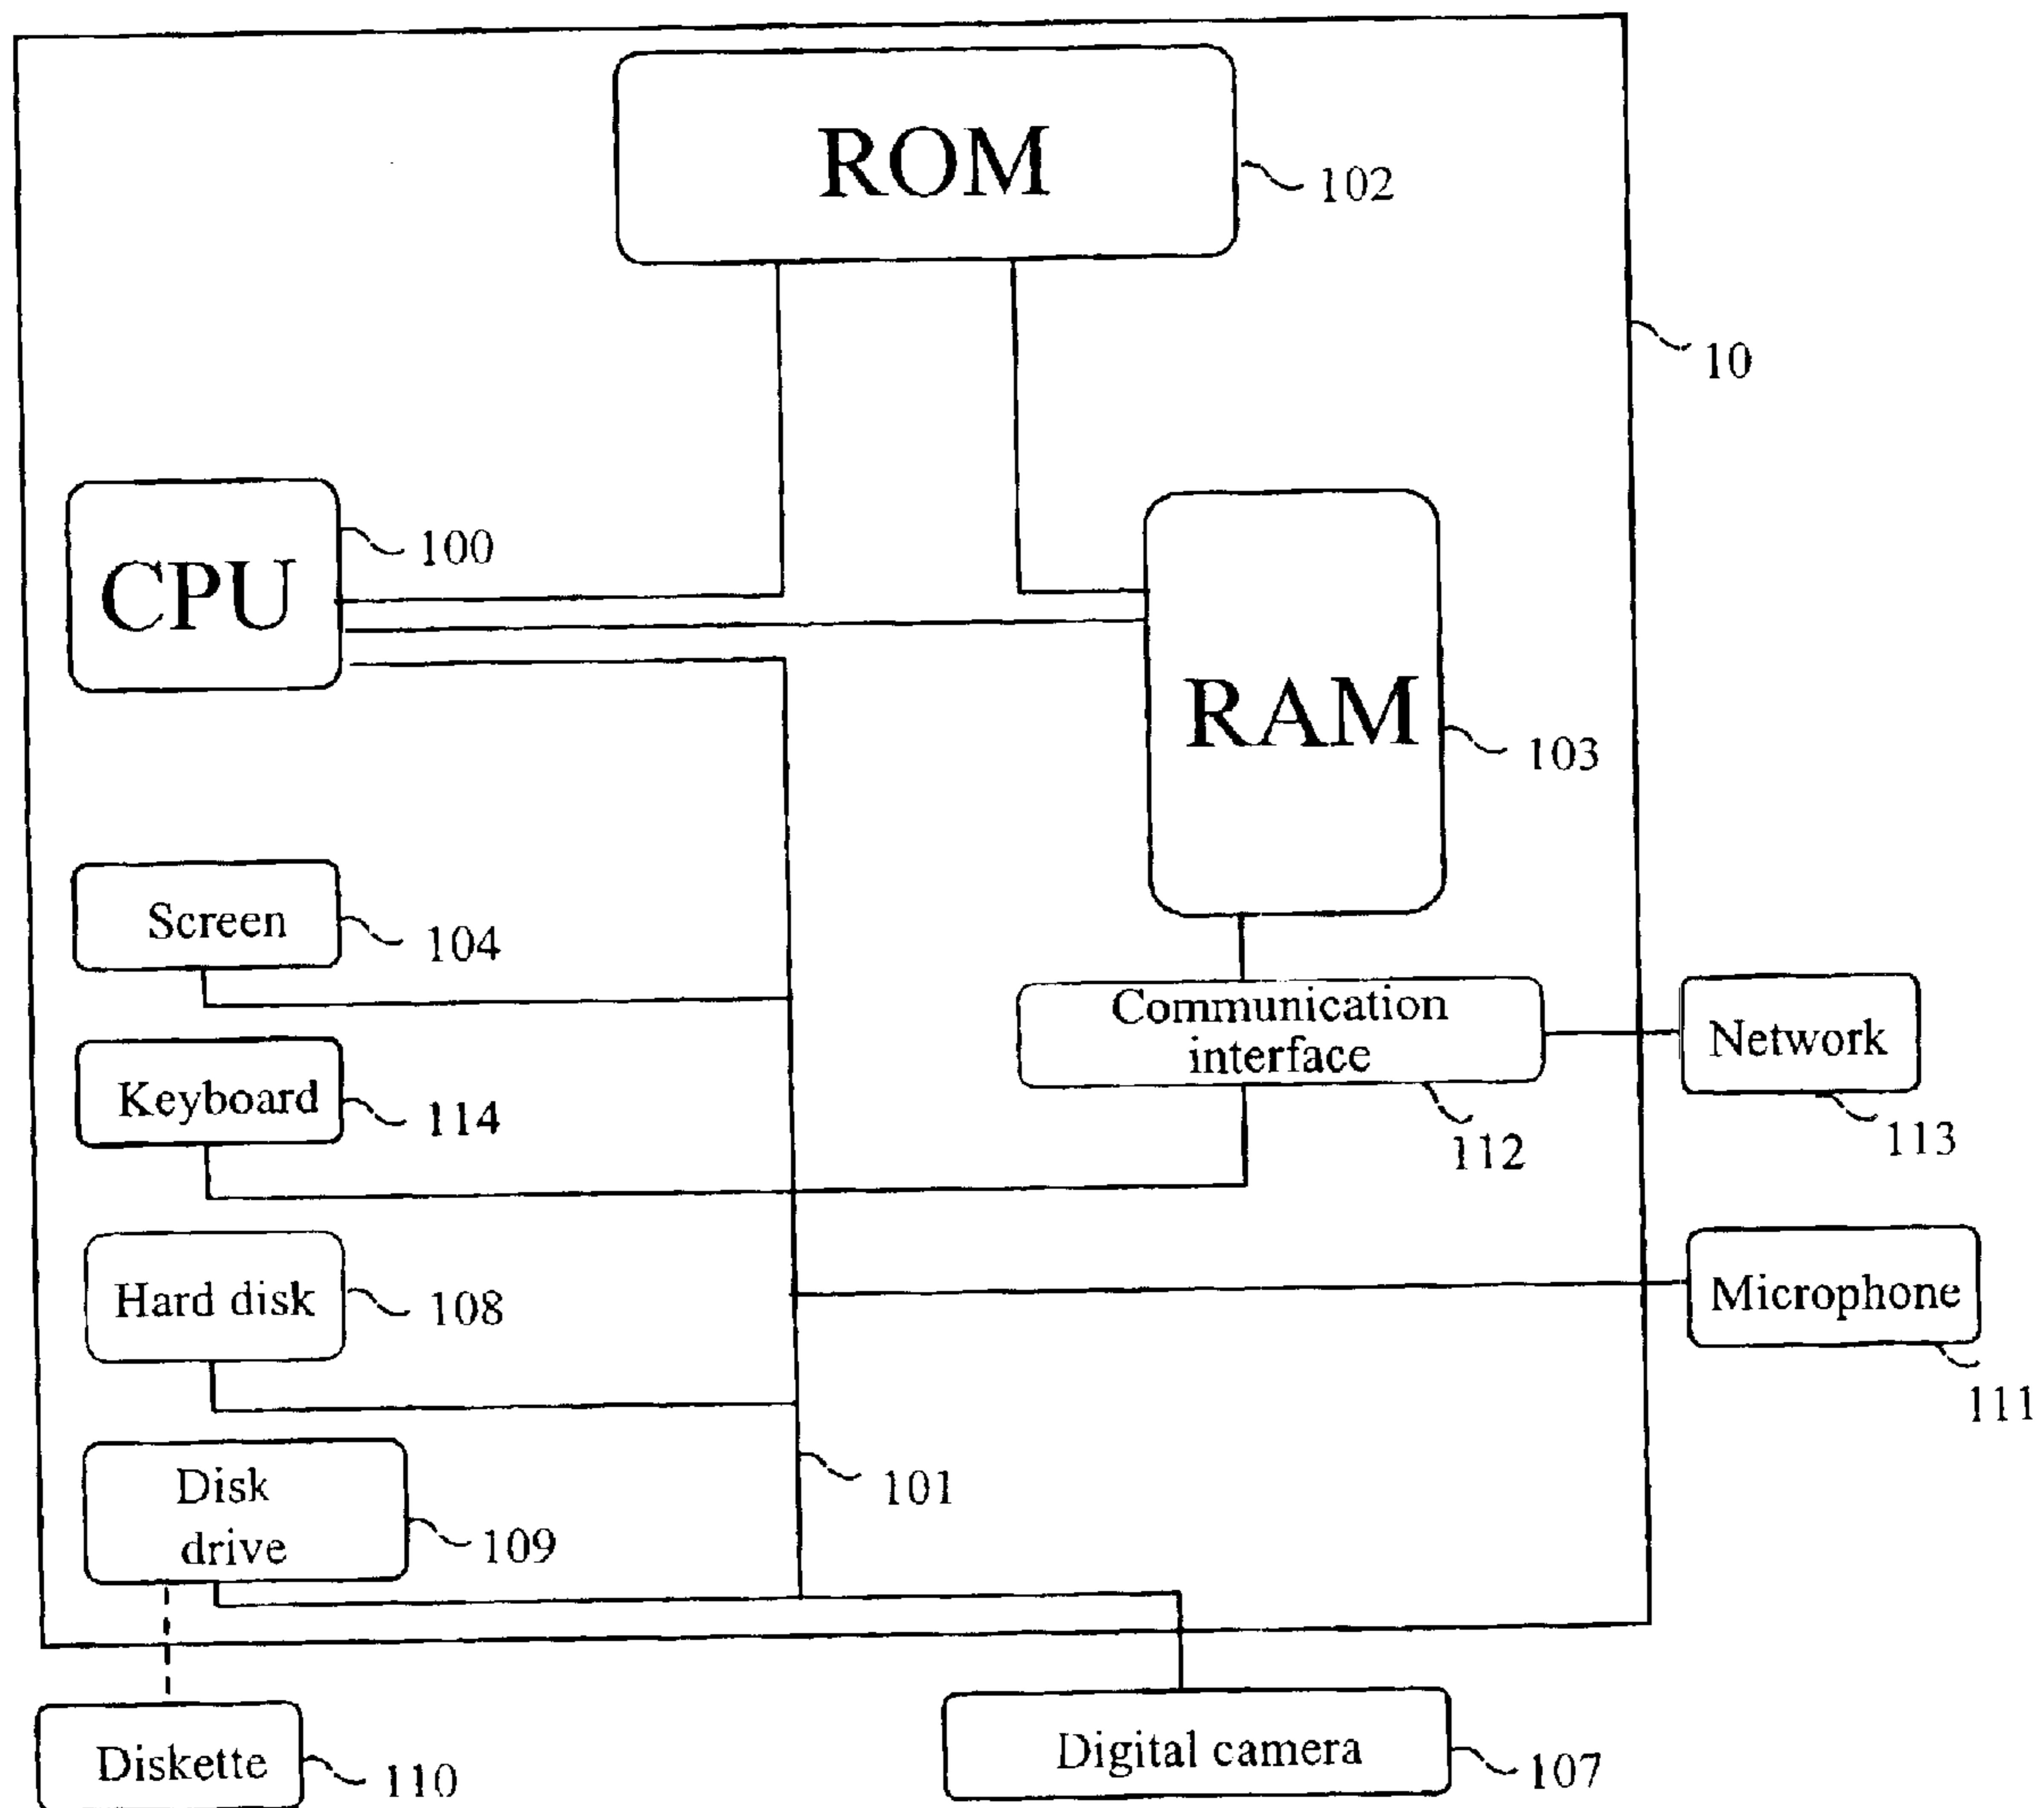 ROM
102
10
CPU
100
RAM
103
Screen
104
Communication
interface
112
Network
113
Keyboard
114
Hard disk
108
Microphone
111
Disk
drive
109
101
Diskette
110
Digital camera
107